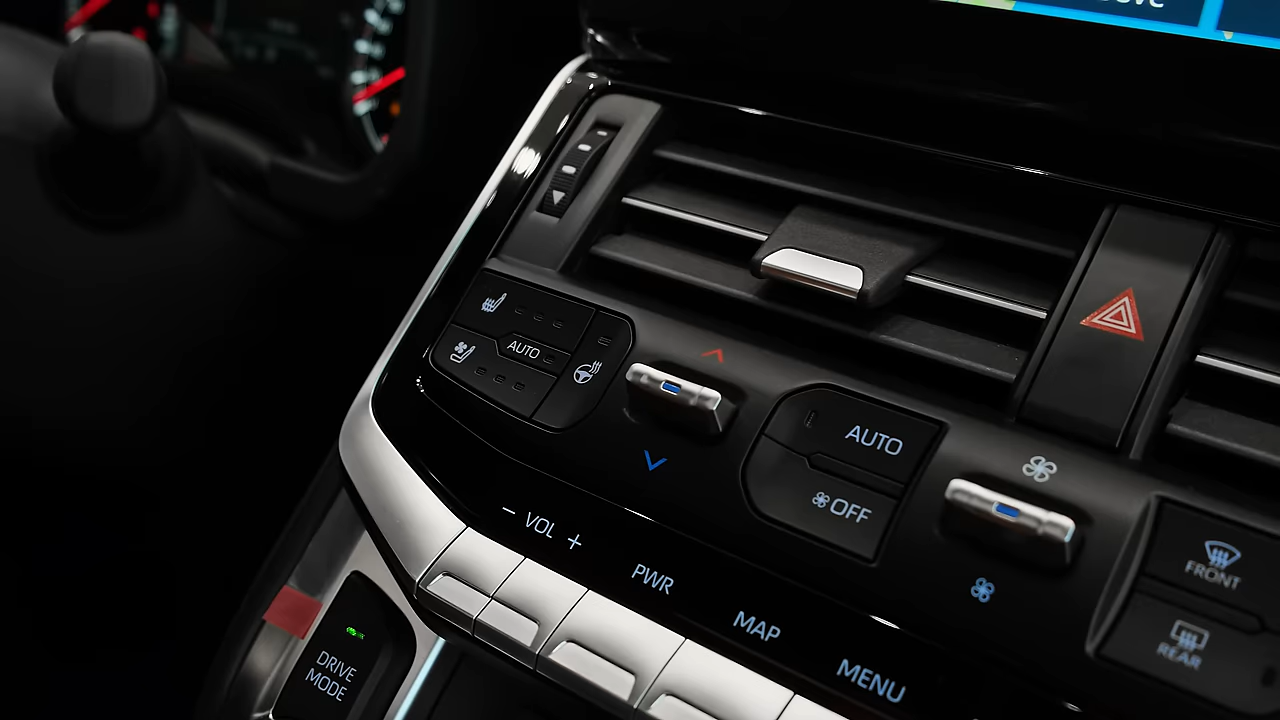 AUTO
AUTO
OFF
- VOL +
PWR
MAP
MENU
FRONT
REAR
DRIVE
MODE